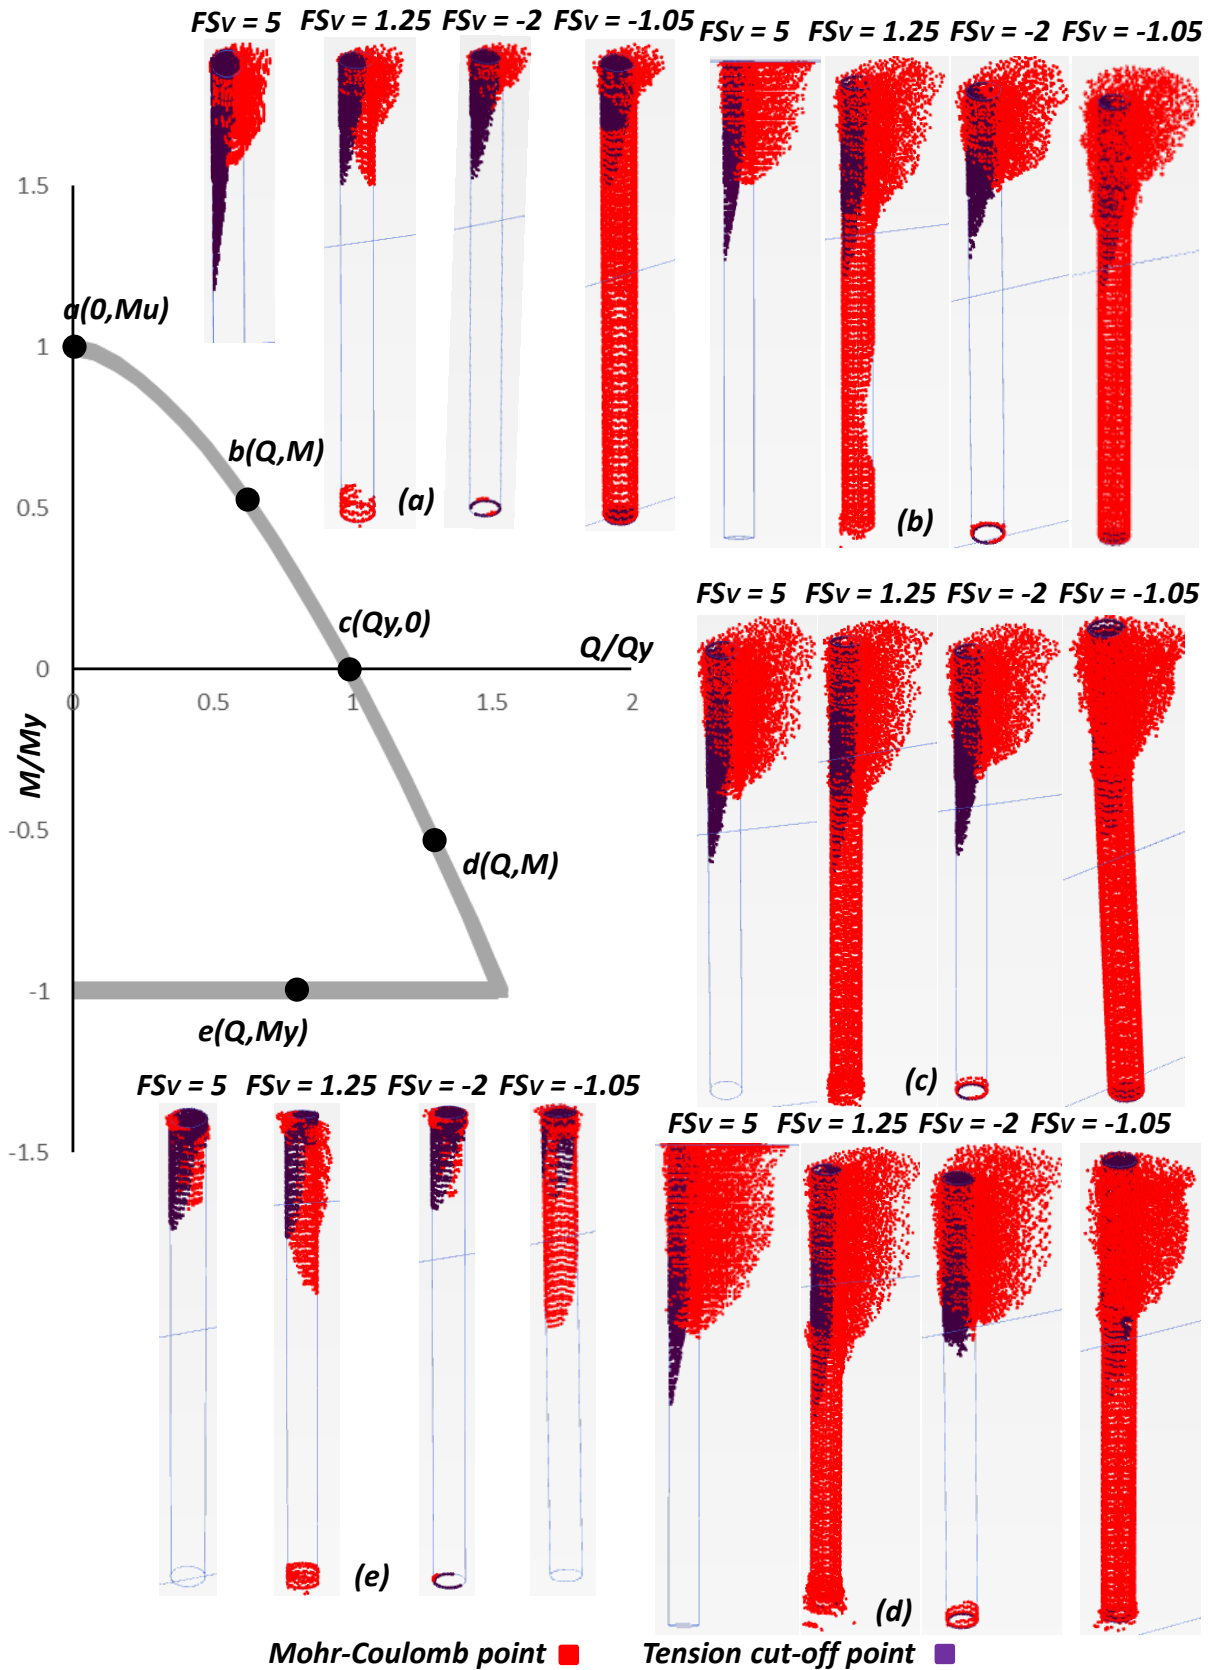 FSv = 5 FSv = 1.25 FSv = -2 FSv = -1.05
FSv = 5 FSv = 1.25 FSv = -2 FSv = -1.05
1.5
a(0,Mu)
1
b(Q,M)
0.5
(a)
(b)
FSv = 5 FSv = 1.25 FSv = -2 FSv = -1.05
c(Qy,0)
Q/Qy
0
0 0.5 1 1.5 2
M/My
-0.5
d(Q,M)
-1
e(Q,My)
(c)
FSv = 5 FSv = 1.25 FSv = -2 FSv = -1.05
FSv = 5 FSv = 1.25 FSv = -2 FSv = -1.05
-1.5
(e)
(d)
Mohr-Coulomb point Tension cut-off point